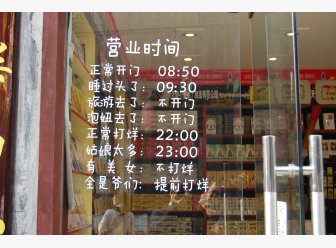 营业时间
正常开门 08:50
睡过头了: 09:30
旅游去了: 不开门
泡妞去了: 不开门
正常打烊: 22:00
姑娘太多: 23:00
有美女: 不打烊
全是爷们: 提前打烊